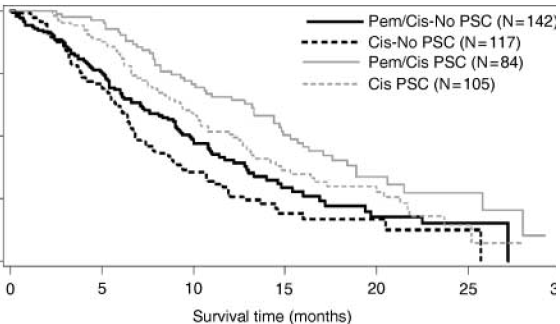 Pem/Cis-No PSC (N=142)
Cis-No PSC (N=117)
Pem/Cis PSC (N=84)
Cis PSC (N=105)
0 5 10 15 20 25
Survival time (months)